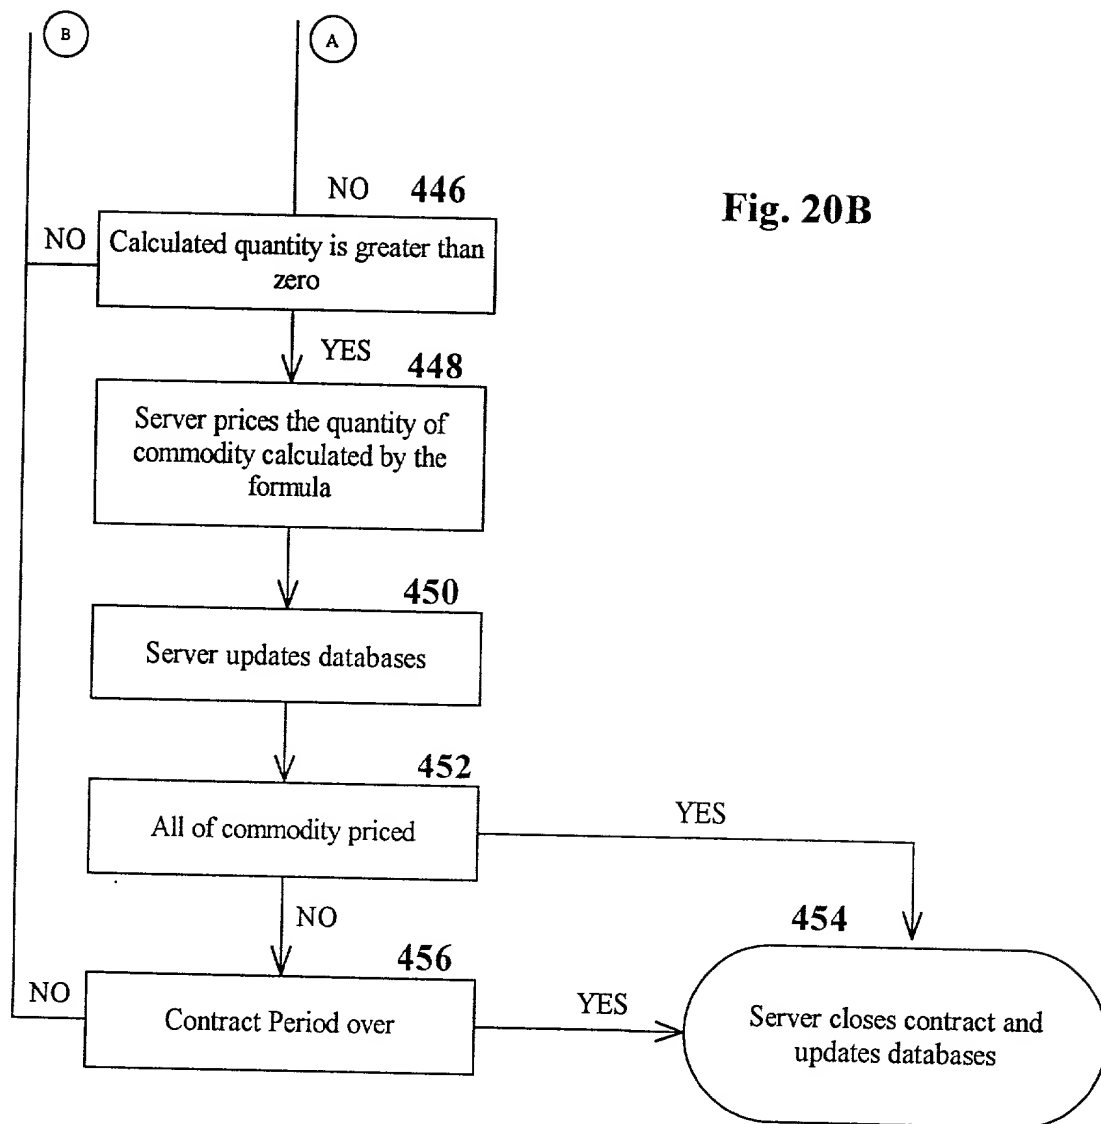 B
A
NO 446
Fig. 20B
NO
Calculated quantity is greater than
zero
YES
448
Server prices the quantity of
commodity calculated by the
formula
450
Server updates databases
452
All of commodity priced
YES
NO
454
456
NO
Contract Period over
YES
Server closes contract and
updates databases